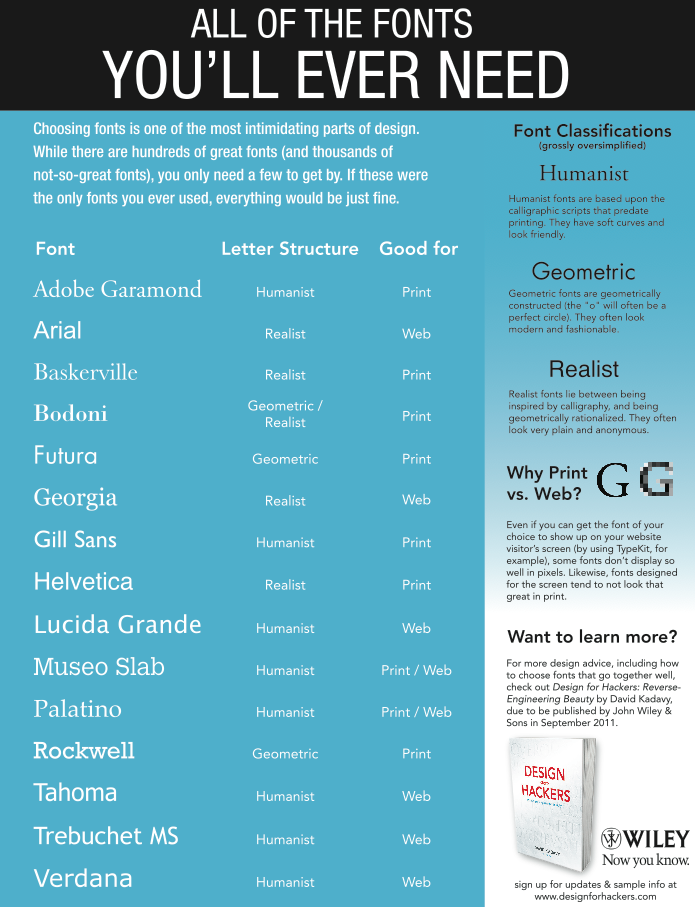 ALL OF THE FONTS
YOU'LL EVER NEED
Choosing fonts is one of the most intimidating parts of design.
While there are hundreds of great fonts (and thousands of
not-so-great fonts), you only need a few to get by. If these were
the only fonts you ever used, everything would be just fine.
Font Letter Structure Good for
Adobe Garamond Humanist Print
Arial Realist Web
Baskerville Realist Print
Bodoni Geometric / Realist Print
Futura Geometric Print
Georgia Realist Web
Gill Sans Humanist Print
Helvetica Realist Print
Lucida Grande Humanist Web
Museo Slab Humanist Print / Web
Palatino Humanist Print / Web
Rockwell Geometric Print
Tahoma Humanist Web
Trebuchet MS Humanist Web
Verdana Humanist Web
Font Classifications
(grossly oversimplified)
Humanist
Humanist fonts are based upon the
calligraphic scripts that predate
printing. They have soft curves and
look friendly.
Geometric
Geometric fonts are geometrically
constructed (the "o" will often be a
perfect circle). They often look
modern and fashionable.
Realist
Realist fonts lie between being
inspired by calligraphy, and being
geometrically rationalized. They often
look very plain and anonymous.
Why Print
vs. Web?
G G
Even if you can get the font of your
choice to show up on your website
visitor's screen (by using TypeKit, for
example), some fonts don't display so
well in pixels. Likewise, fonts designed
for the screen tend to not look that
great in print.
Want to learn more?
For more design advice, including how
to choose fonts that go together well,
check out Design for Hackers: Reverse-
Engineering Beauty by David Kadavy,
due to be published by John Wiley &
Sons in September 2011.
DESIGN
for
HACKERS
DAVID KADAVY
WILEY
Now you know.
sign up for updates & sample info at
www.designforhackers.com